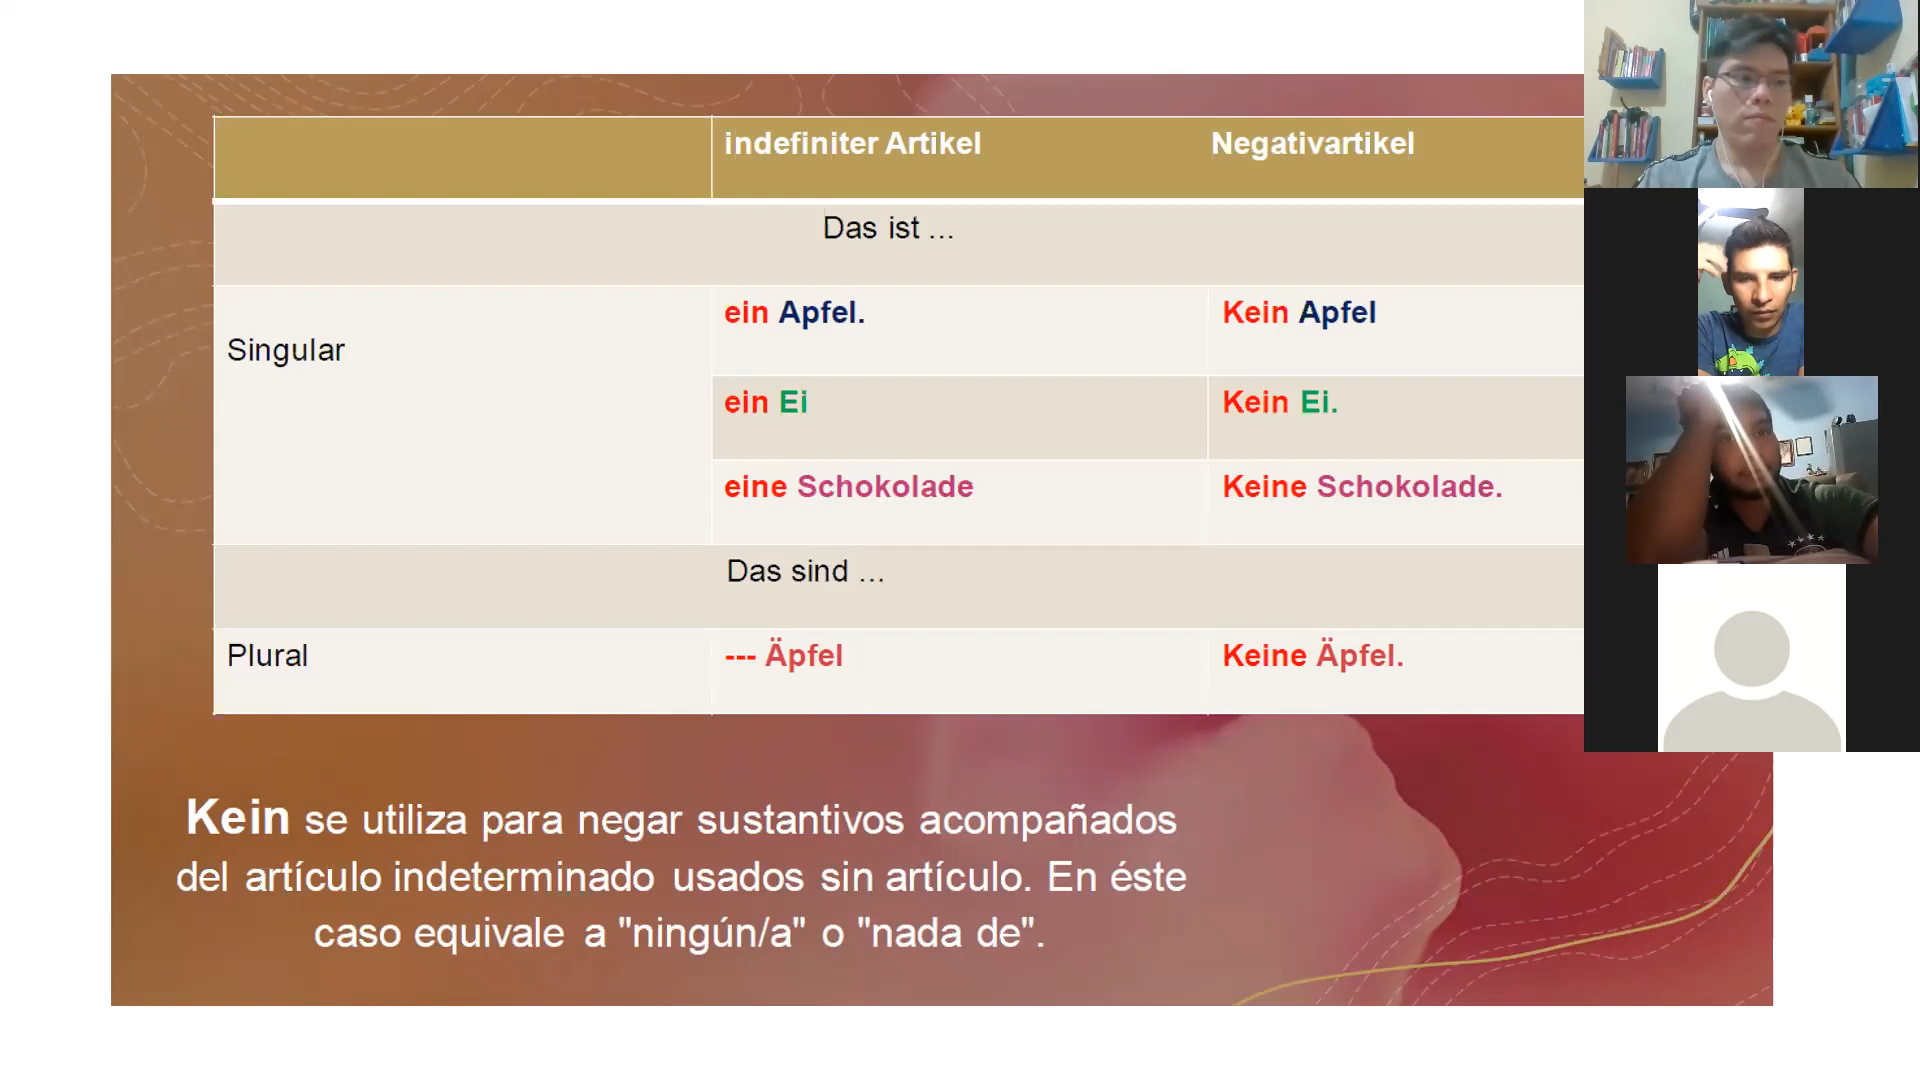 indefiniter Artikel Negativartikel
Das ist ...
Singular
ein Apfel. Kein Apfel
ein Ei Kein Ei.
eine Schokolade Keine Schokolade.
Das sind ...
Plural --- Äpfel Keine Äpfel.
Kein se utiliza para negar sustantivos acompañados
del artículo indeterminado usados sin artículo. En éste
caso equivale a "ningún/a" o "nada de".